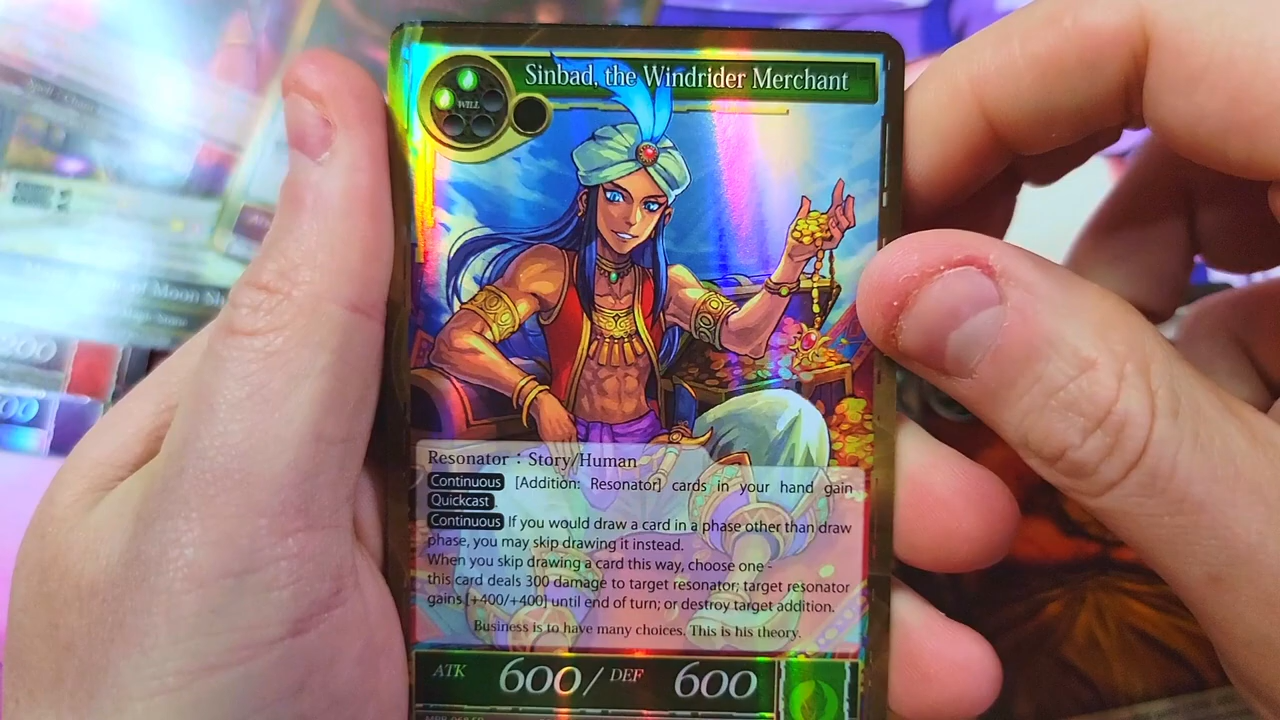 Sinbad, the Windrider Merchant
WILL
Resonator : Story/Human
Continuous [Addition: Resonator] cards in your hand gain
Quickcast.
Continuous If you would draw a card in a phase other than draw
phase, you may skip drawing it instead.
When you skip drawing a card this way, choose one -
this card deals 300 damage to target resonator; target resonator
gains [+400/+400] until end of turn; or destroy target addition.
Business is to have many choices. This is his theory.
ATK 600/ DEF 600
of Moon